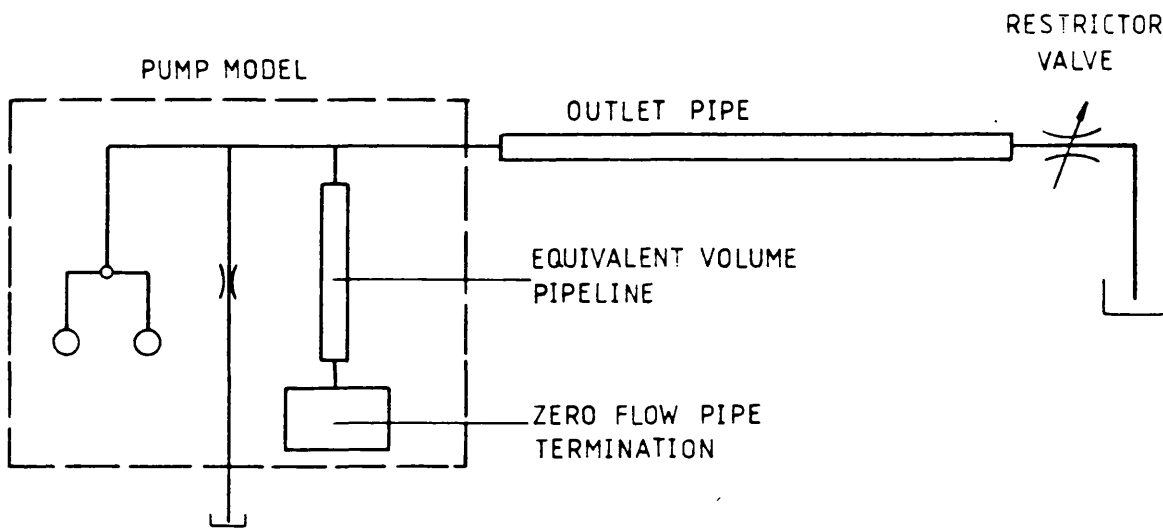 RESTRICTOR
VALVE
PUMP MODEL
OUTLET PIPE
EQUIVALENT VOLUME
PIPELINE
ZERO FLOW PIPE
TERMINATION